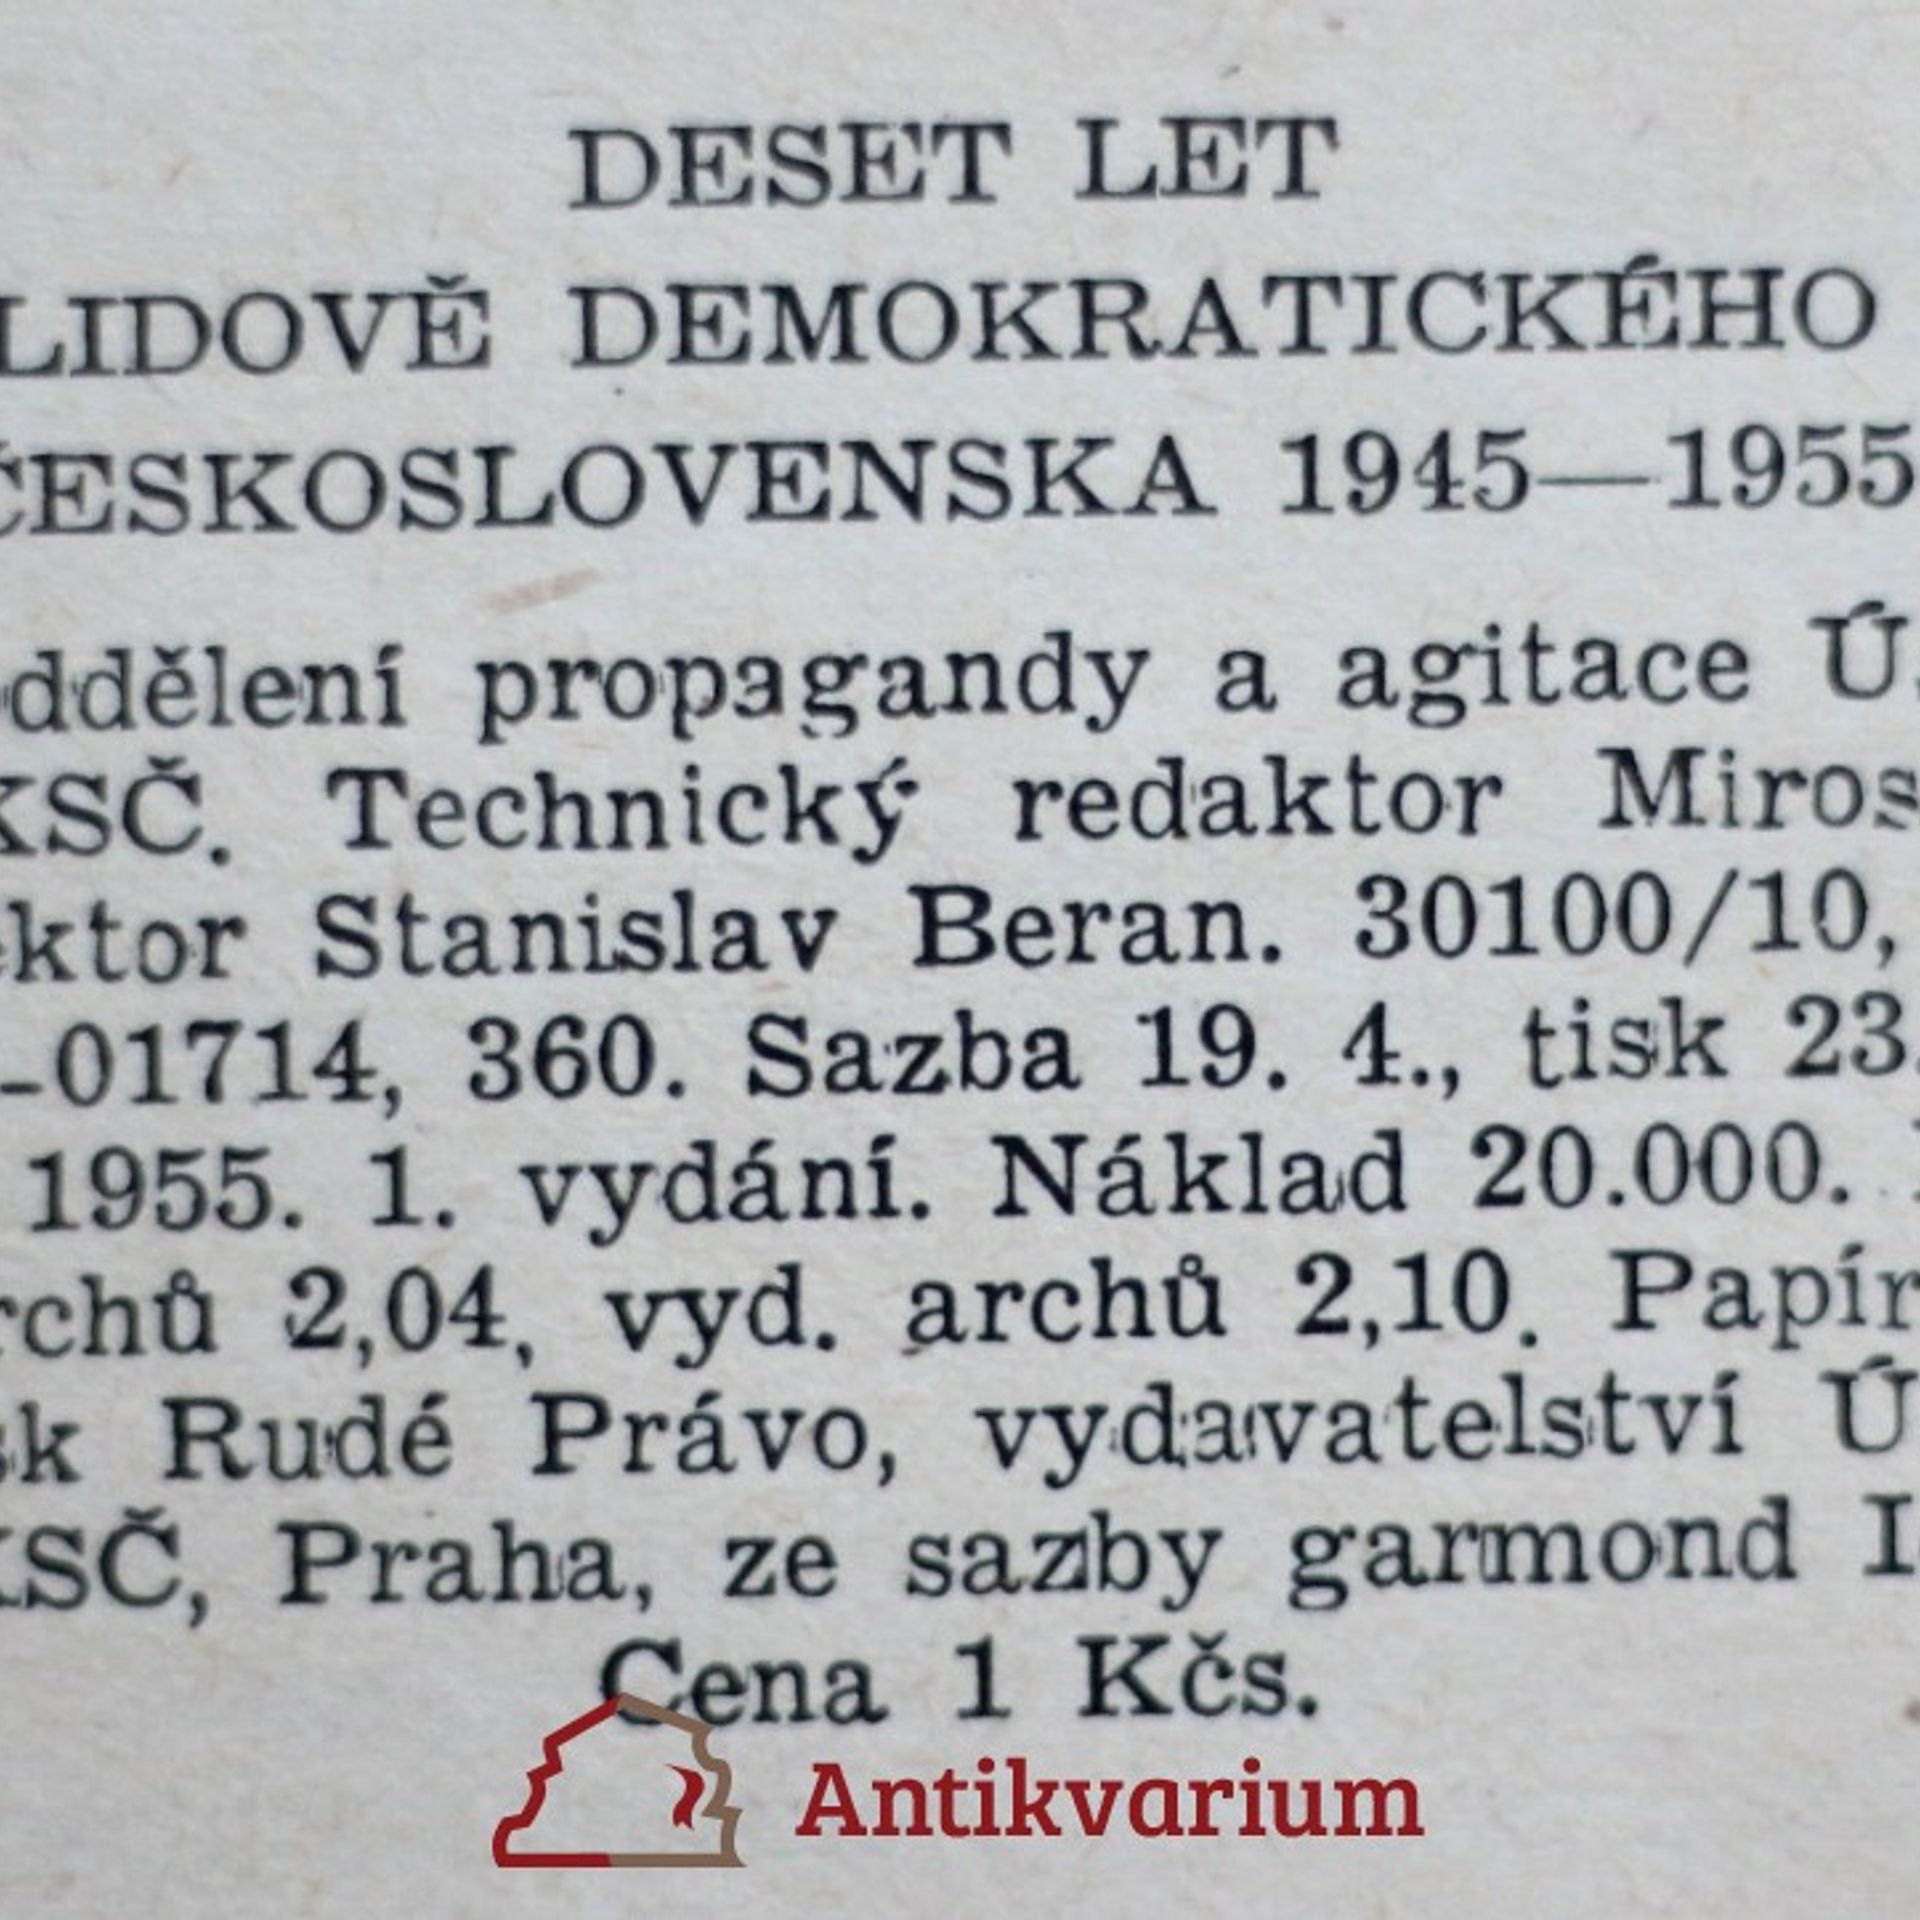 DESET LET
LIDOVĚ DEMOKRATICKÉHO
ČESKOSLOVENSKA 1945—1955
ddělení propagandy a agitace Ú
KSČ. Technický redaktor Miros
ektor Stanislav Beran. 30100/10,
-01714, 360. Sazba 19. 4., tisk 23.
1955. 1. vydání. Náklad 20.000.
rchů 2,04, vyd. archů 2,10. Papír
sk Rudé Právo, vydavatelství Ú
KSČ, Praha, ze sazby garmond
Cena 1 Kčs.
Antikvarium